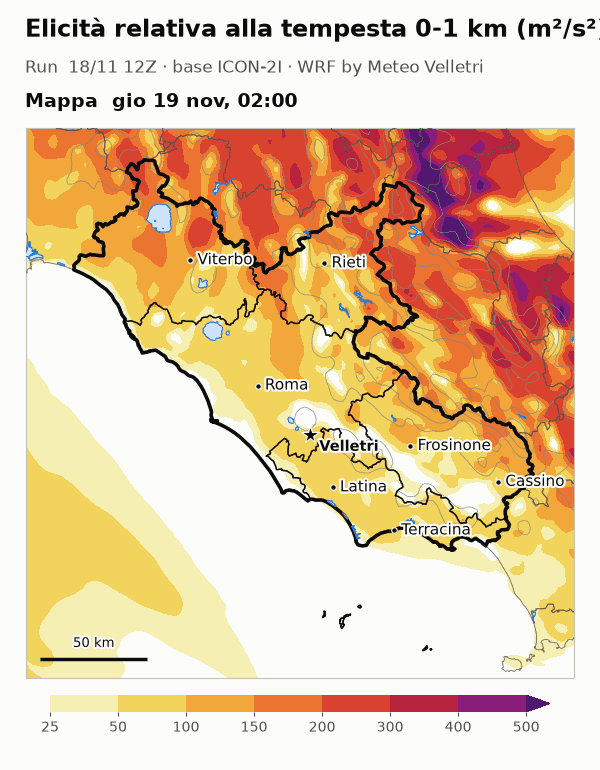 Elicità relativa alla tempesta 0-1 km (m²/s²)
Run  18/11 12Z · base ICON-2I · WRF by Meteo Velletri
Mappa  gio 19 nov, 02:00
Viterbo
Rieti
Roma
Velletri
Frosinone
Cassino
Latina
Terracina
50 km
25 50 100 150 200 300 400 500